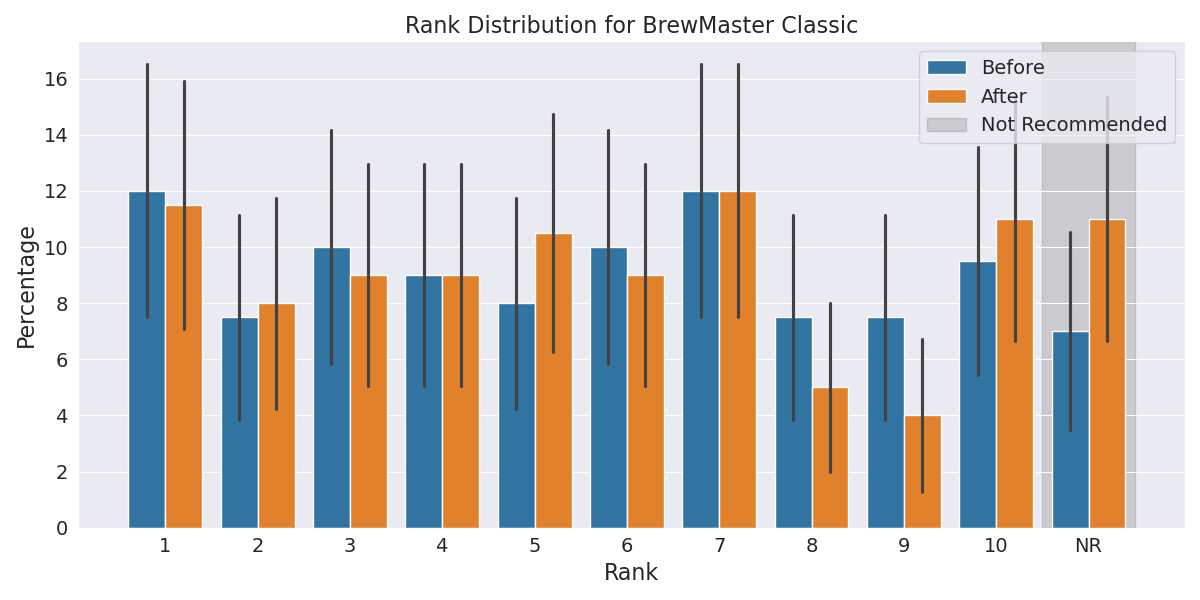 Rank Distribution for BrewMaster Classic
Before
After
Not Recommended
Percentage
16
14
12
10
8
6
4
2
0
1 2 3 4 5 6 7 8 9 10 NR
Rank